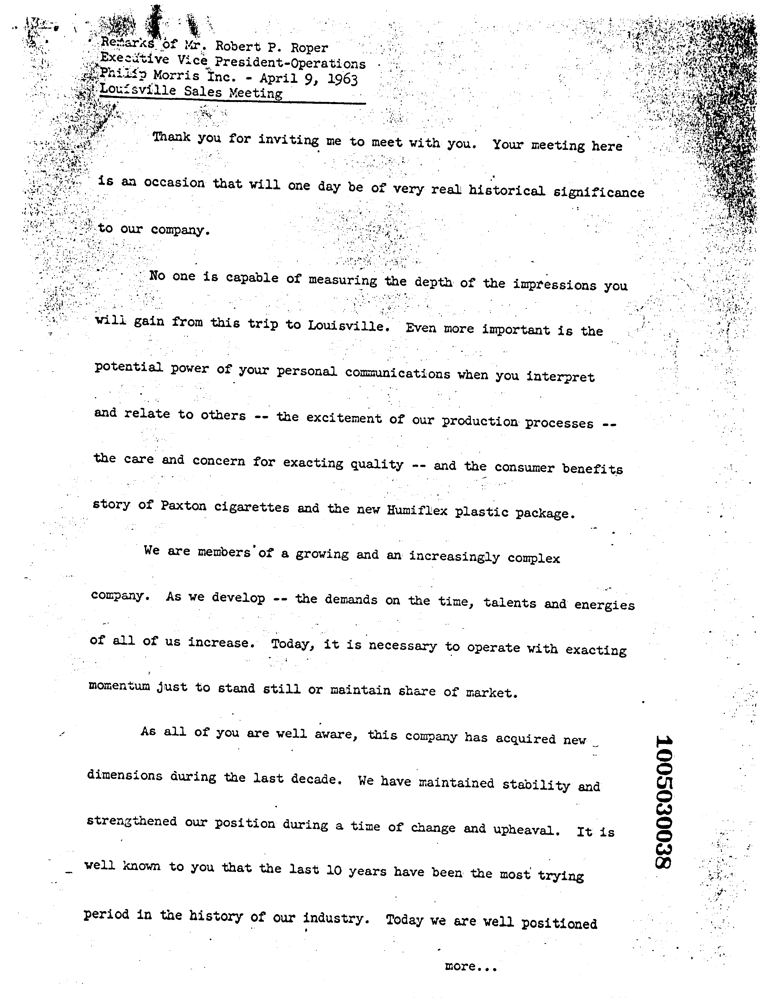 Remarks of Mr. Robert P. Roper
Executive Vice President-Operations
Philip Morris Inc. - April 9, 1963
Louisville Sales Meeting
Thank you for inviting me to meet with you. Your meeting here
is an occasion that will one day be of very real historical significance
to our company.
No one is capable of measuring the depth of the impressions you
will gain from this trip to Louisville. Even more important is the
potential power of your personal communications when you interpret
and relate to others -- the excitement of our production processes --
the care and concern for exacting quality -- and the consumer benefits
story of Paxton cigarettes and the new Humiflex plastic package.
We are members of a growing and an increasingly complex
company. As we develop -- the demands on the time, talents and energies
of all of us increase. Today, it is necessary to operate with exacting
momentum just to stand still or maintain share of market.
As all of you are well aware, this company has acquired new
dimensions during the last decade. We have maintained stability and
strengthened our position during a time of change and upheaval. It is
well known to you that the last 10 years have been the most trying
period in the history of our industry. Today we are well positioned
more...
1005030038